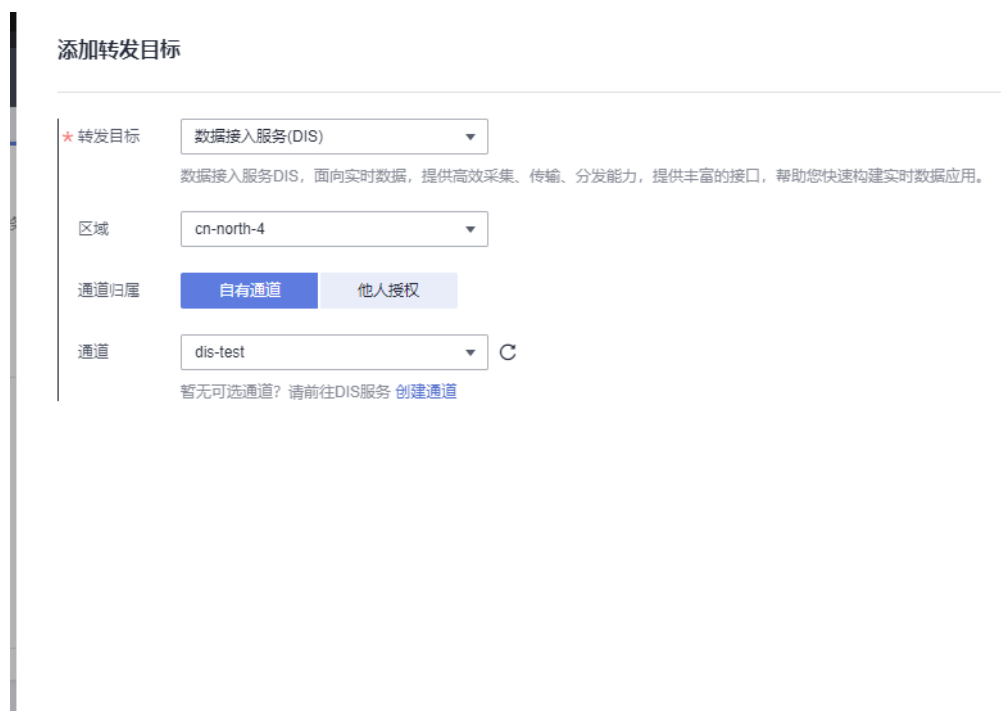 添加转发目标
* 转发目标 数据接入服务(DIS)
数据接入服务DIS，面向实时数据，提供高效采集、传输、分发能力，提供丰富的接口，帮助您快速构建实时数据应用。
区域 cn-north-4
通道归属 自有通道 他人授权
通道 dis-test
暂无可选通道？请前往DIS服务 创建通道